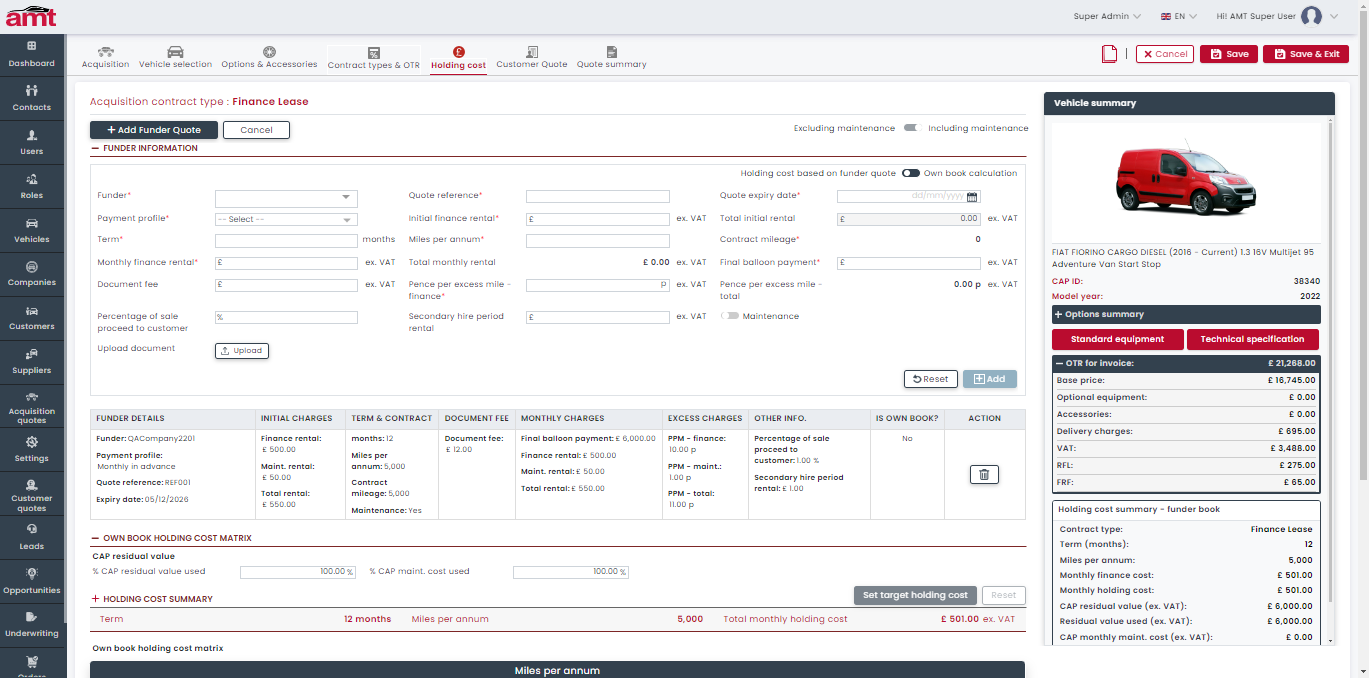 amt
Super Admin
EN
Hi! AMT Super User
Dashboard
Contacts
Users
Roles
Vehicles
Companies
Customers
Suppliers
Acquisition
quotes
Settings
Customer
quotes
Leads
Opportunities
Underwriting
Orders
Acquisition
Vehicle selection
Options & Accessories
Contract types & OTR
Holding cost
Customer Quote
Quote summary
Cancel
Save
Save & Exit
Acquisition contract type : Finance Lease
+ Add Funder Quote
Cancel
Excluding maintenance
Including maintenance
FUNDER INFORMATION
Holding cost based on funder quote
Own book calculation
Funder*
Quote reference*
Quote expiry date*
dd/mm/yyyy
Payment profile*
-- Select --
Initial finance rental*
£
ex. VAT
Total initial rental
£
0.00
ex. VAT
Term*
months
Miles per annum*
Contract mileage*
0
Monthly finance rental*
£
ex. VAT
Total monthly rental
£ 0.00
ex. VAT
Final balloon payment*
£
ex. VAT
Document fee
£
ex. VAT
Pence per excess mile -
finance*
p
ex. VAT
Pence per excess mile -
total
0.00 p
ex. VAT
Percentage of sale
proceed to customer
%
Secondary hire period
rental
£
ex. VAT
Maintenance
Upload document
Upload
Reset
Add
FUNDER DETAILS
INITIAL CHARGES
TERM & CONTRACT
DOCUMENT FEE
MONTHLY CHARGES
EXCESS CHARGES
OTHER INFO.
IS OWN BOOK?
ACTION
Funder: QACompany2201
Payment profile:
Monthly in advance
Quote reference: REF001
Expiry date: 05/12/2026
Finance rental:
£ 500.00
Maint. rental:
£ 50.00
Total rental:
£ 550.00
months: 12
Miles per
annum: 5,000
Contract
mileage: 5,000
Maintenance: Yes
Document fee:
£ 12.00
Final balloon payment: £ 6,000.00
Finance rental: £ 500.00
Maint. rental: £ 50.00
Total rental: £ 550.00
PPM - finance:
10.00 p
PPM - maint.:
1.00 p
PPM - total:
11.00 p
Percentage of sale
proceed to
customer: 1.00 %
Secondary hire period
rental: £ 1.00
No
OWN BOOK HOLDING COST MATRIX
CAP residual value
% CAP residual value used
100.00 %
% CAP maint. cost used
100.00 %
+ HOLDING COST SUMMARY
Set target holding cost
Reset
Term
12 months
Miles per annum
5,000
Total monthly holding cost
£ 501.00 ex. VAT
Own book holding cost matrix
Miles per annum
Vehicle summary
FIAT FIORINO CARGO DIESEL (2016 - Current) 1.3 16V Multijet 95
Adventure Van Start Stop
CAP ID:
38340
Model year:
2022
+ Options summary
Standard equipment
Technical specification
OTR for invoice:
£ 21,268.00
Base price:
£ 16,745.00
Optional equipment:
£ 0.00
Accessories:
£ 0.00
Delivery charges:
£ 695.00
VAT:
£ 3,488.00
RFL:
£ 275.00
FRF:
£ 65.00
Holding cost summary - funder book
Contract type:
Finance Lease
Term (months):
12
Miles per annum:
5,000
Monthly finance cost:
£ 501.00
Monthly holding cost:
£ 501.00
CAP residual value (ex. VAT):
£ 6,000.00
Residual value used (ex. VAT):
£ 6,000.00
CAP monthly maint. cost (ex. VAT):
£ 0.00